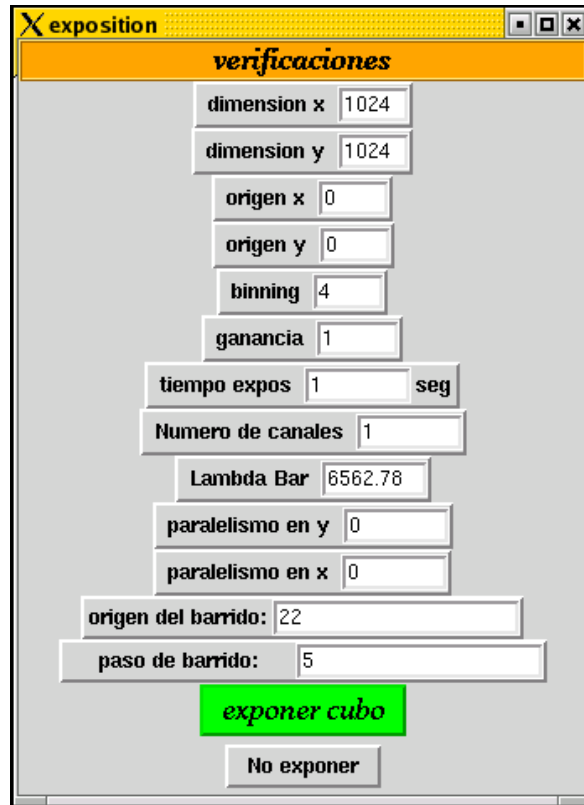 X exposition
verificaciones
dimension x 1024
dimension y 1024
origen x 0
origen y 0
binning 4
ganancia 1
tiempo expos 1 seg
Numero de canales 1
Lambda Bar 6562.78
paralelismo en y 0
paralelismo en x 0
origen del barrido: 22
paso de barrido: 5
exponer cubo
No exponer